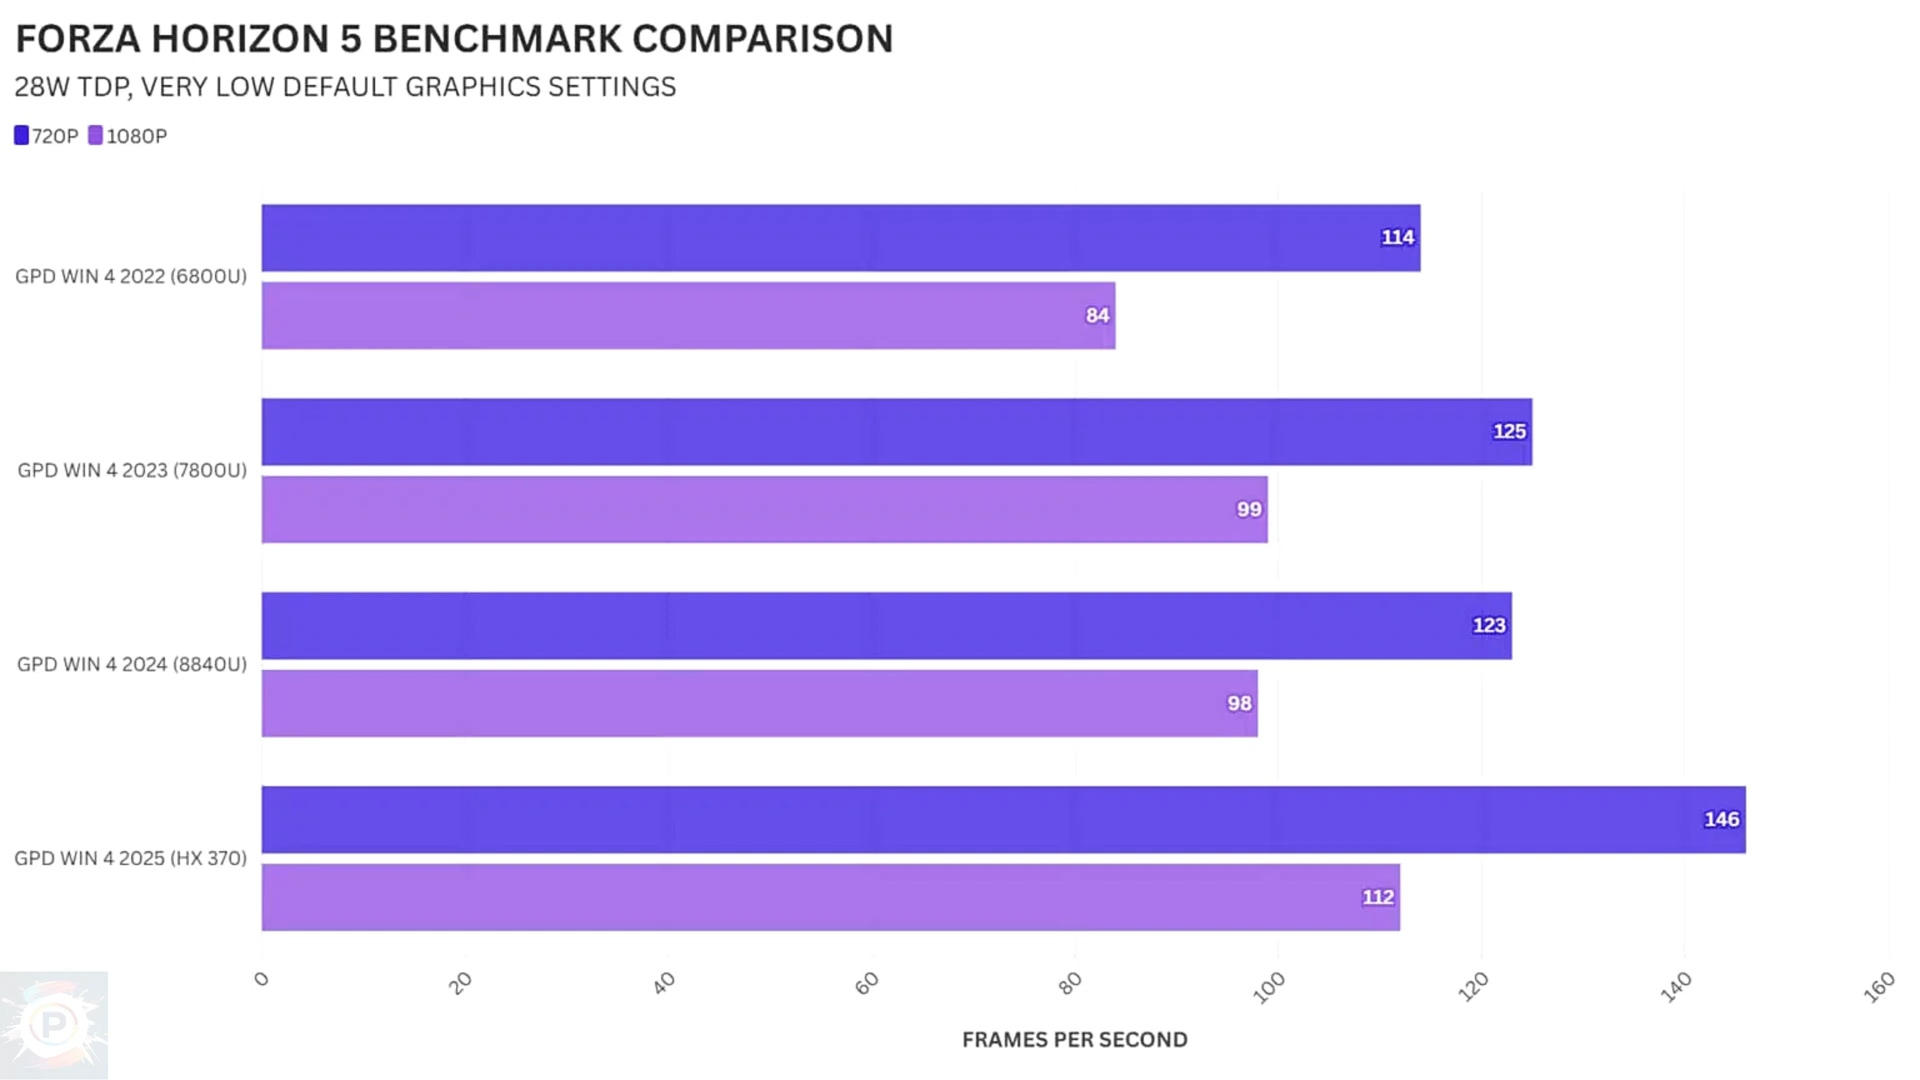 FORZA HORIZON 5 BENCHMARK COMPARISON
28W TDP, VERY LOW DEFAULT GRAPHICS SETTINGS
720P 1080P
GPD WIN 4 2022 (6800U)
114
84
GPD WIN 4 2023 (7800U)
125
99
GPD WIN 4 2024 (8840U)
123
98
GPD WIN 4 2025 (HX 370)
146
112
0 20 40 60 80 100 120 140 160
FRAMES PER SECOND
P